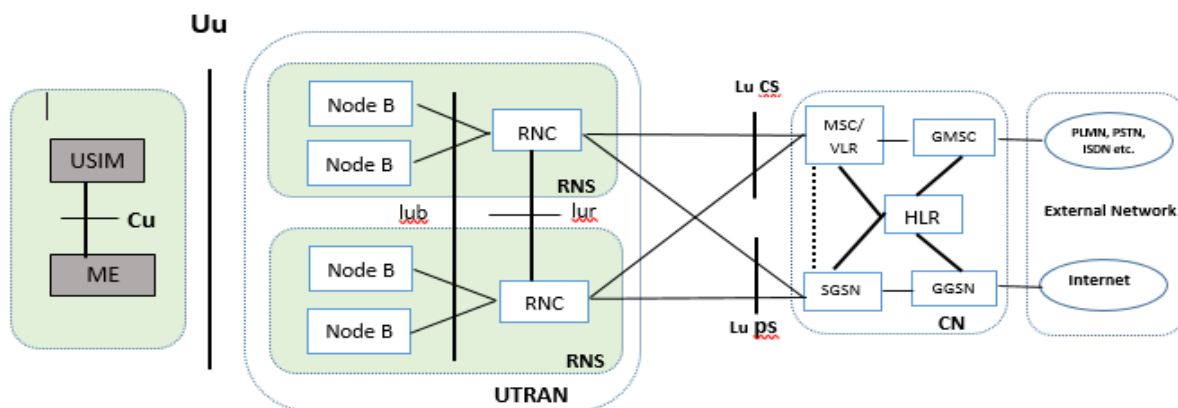 Uu
USIM
Cu
ME
Node B
Node B
RNC
RNS
Iub
Iur
Node B
Node B
RNC
RNS
UTRAN
Lu cs
Lu ps
MSC/
VLR
GMSC
HLR
SGSN
GGSN
CN
PLMN, PSTN,
ISDN etc.
External Network
Internet